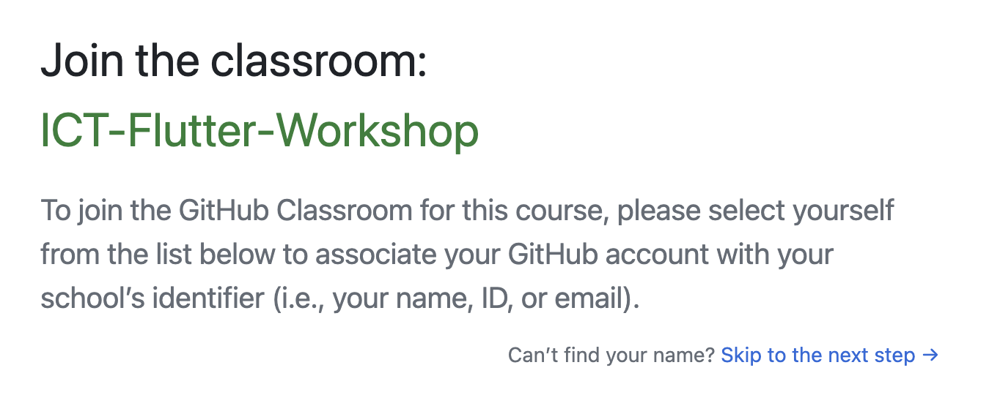 Join the classroom:
ICT-Flutter-Workshop
To join the GitHub Classroom for this course, please select yourself
from the list below to associate your GitHub account with your
school’s identifier (i.e., your name, ID, or email).
Can’t find your name? Skip to the next step →